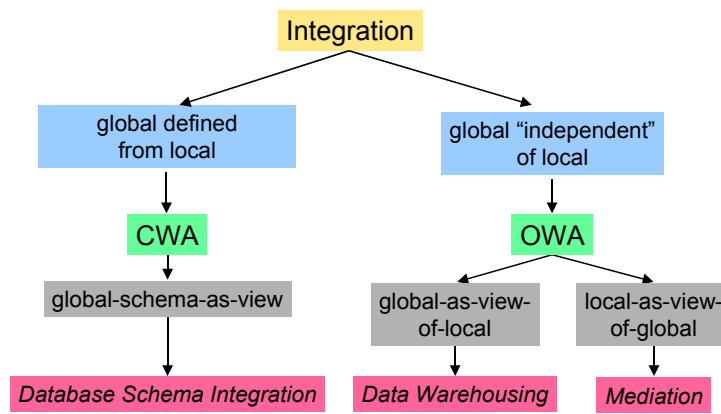 Integration
global defined
from local
global “independent”
of local
CWA
OWA
global-schema-as-view
global-as-view-
of-local
local-as-view-
of-global
Database Schema Integration
Data Warehousing
Mediation